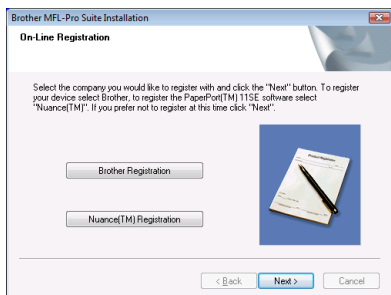 Brother MFL-Pro Suite Installation
On-Line Registration
Select the company you would like to register with and click the "Next" button. To register
your device select Brother, to register the PaperPort(TM) 11SE software select
"Nuance(TM)". If you prefer not to register at this time click "Next".
Brother Registration
Nuance(TM) Registration
Product Registration
< Back
Next >
Cancel